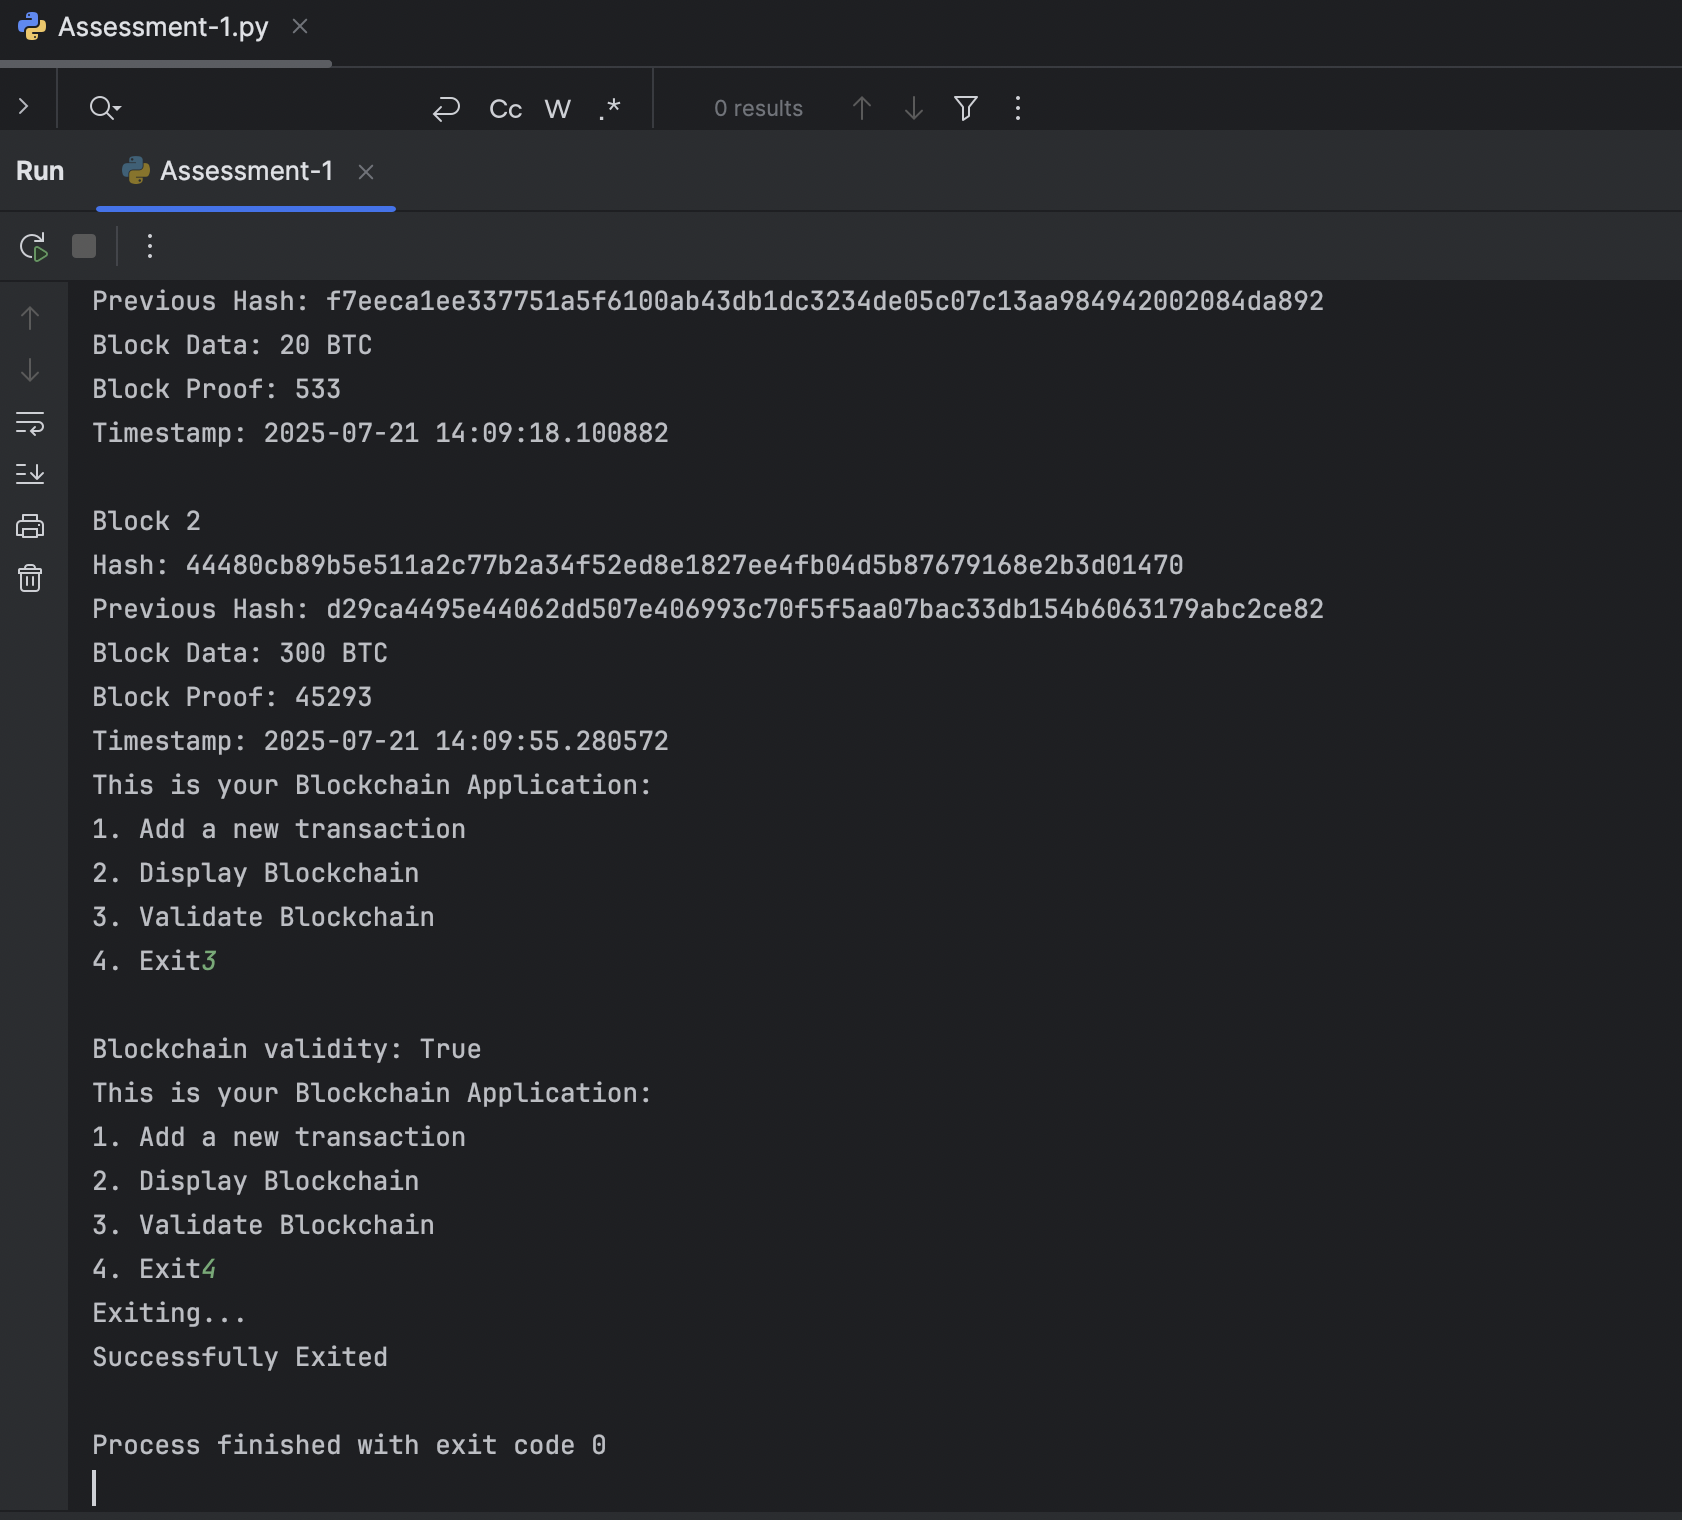 Assessment-1.py
Cc W .* 0 results
Run Assessment-1
Previous Hash: f7eeca1ee337751a5f6100ab43db1dc3234de05c07c13aa984942002084da892
Block Data: 20 BTC
Block Proof: 533
Timestamp: 2025-07-21 14:09:18.100882
Block 2
Hash: 44480cb89b5e511a2c77b2a34f52ed8e1827ee4fb04d5b87679168e2b3d01470
Previous Hash: d29ca4495e44062dd507e406993c70f5f5aa07bac33db154b6063179abc2ce82
Block Data: 300 BTC
Block Proof: 45293
Timestamp: 2025-07-21 14:09:55.280572
This is your Blockchain Application:
1. Add a new transaction
2. Display Blockchain
3. Validate Blockchain
4. Exit3
Blockchain validity: True
This is your Blockchain Application:
1. Add a new transaction
2. Display Blockchain
3. Validate Blockchain
4. Exit4
Exiting...
Successfully Exited
Process finished with exit code 0